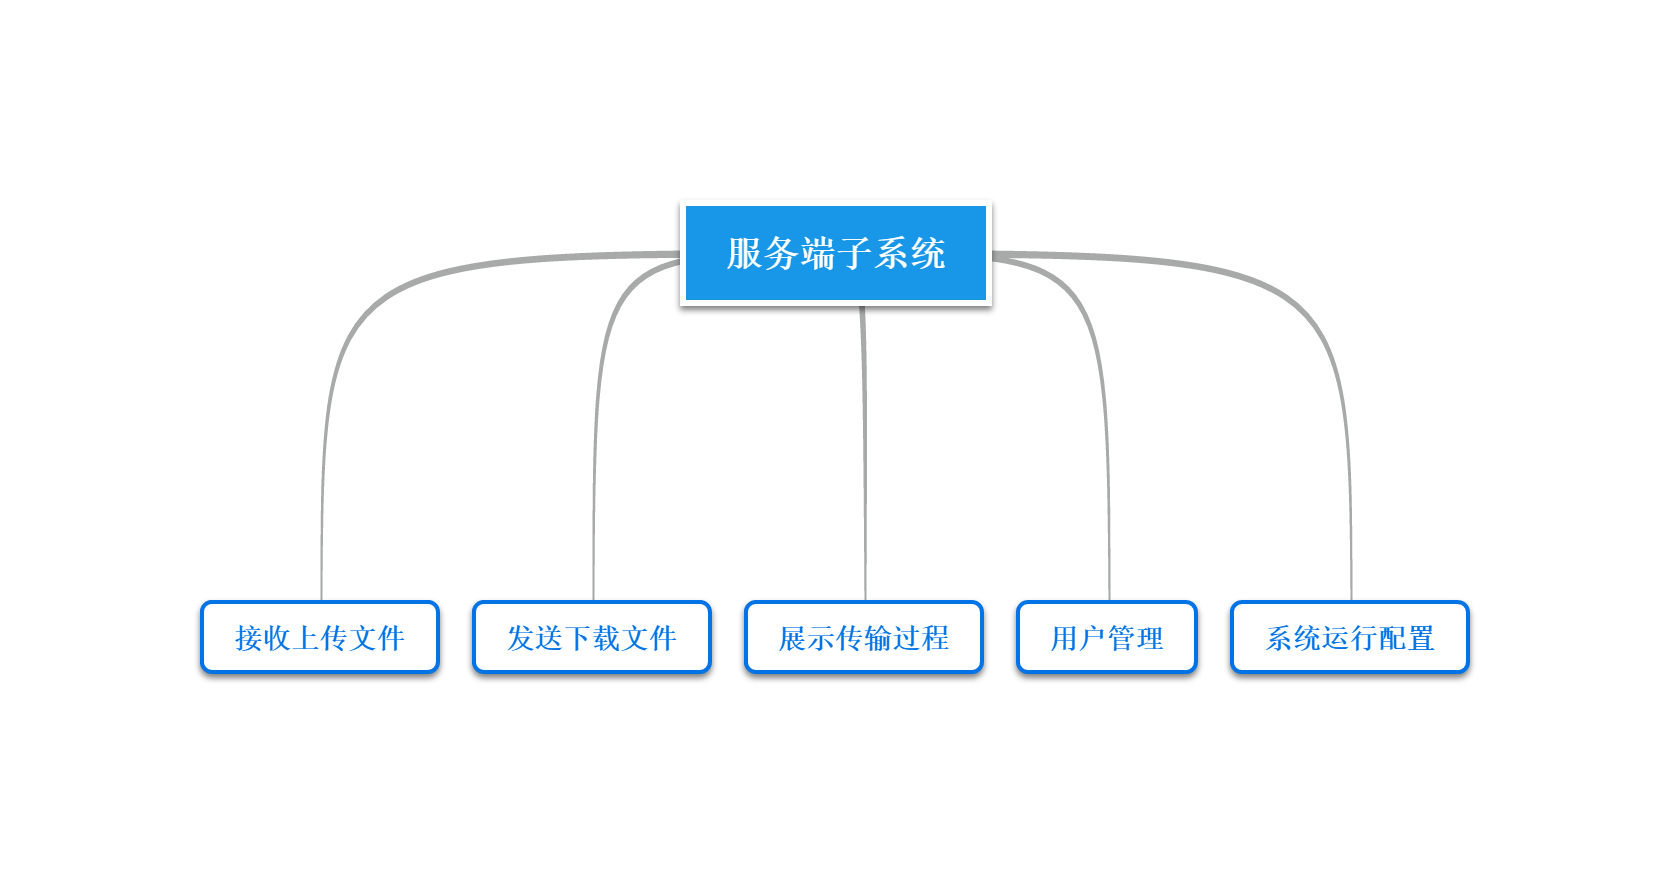 服务端子系统
接收上传文件
发送下载文件
展示传输过程
用户管理
系统运行配置